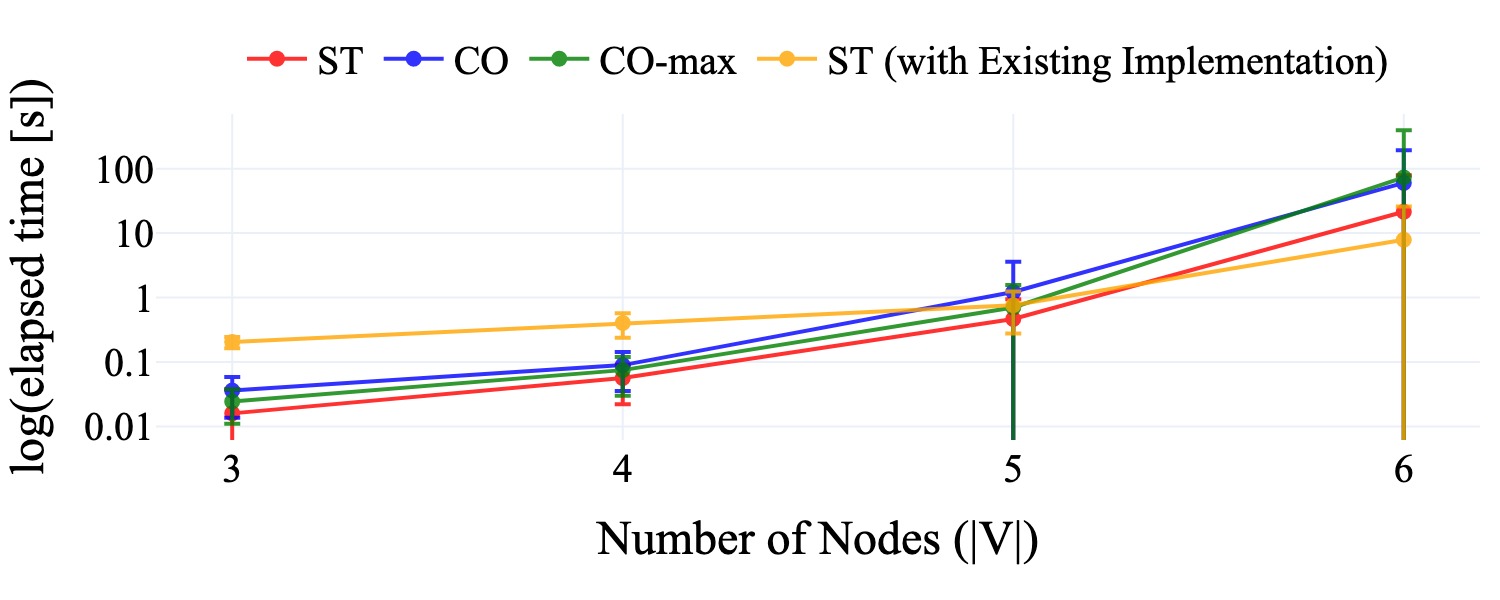 ST CO CO-max ST (with Existing Implementation)
log(elapsed time [s])
100
10
1
0.1
0.01
3 4 5 6
Number of Nodes (|V|)